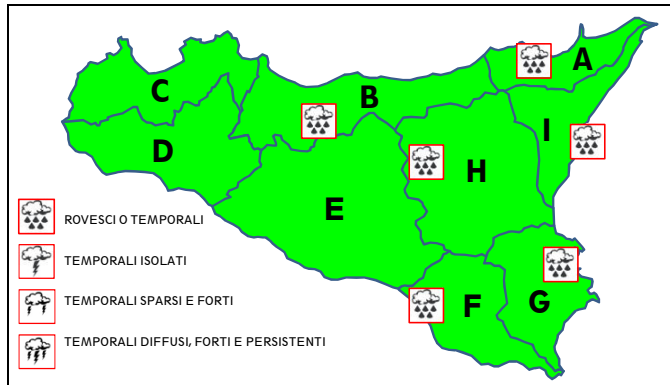 A
C
B
I
D
H
E
ROVESCI O TEMPORALI
TEMPORALI ISOLATI
G
F
TEMPORALI SPARSI E FORTI
TEMPORALI DIFFUSI, FORTI E PERSISTENTI